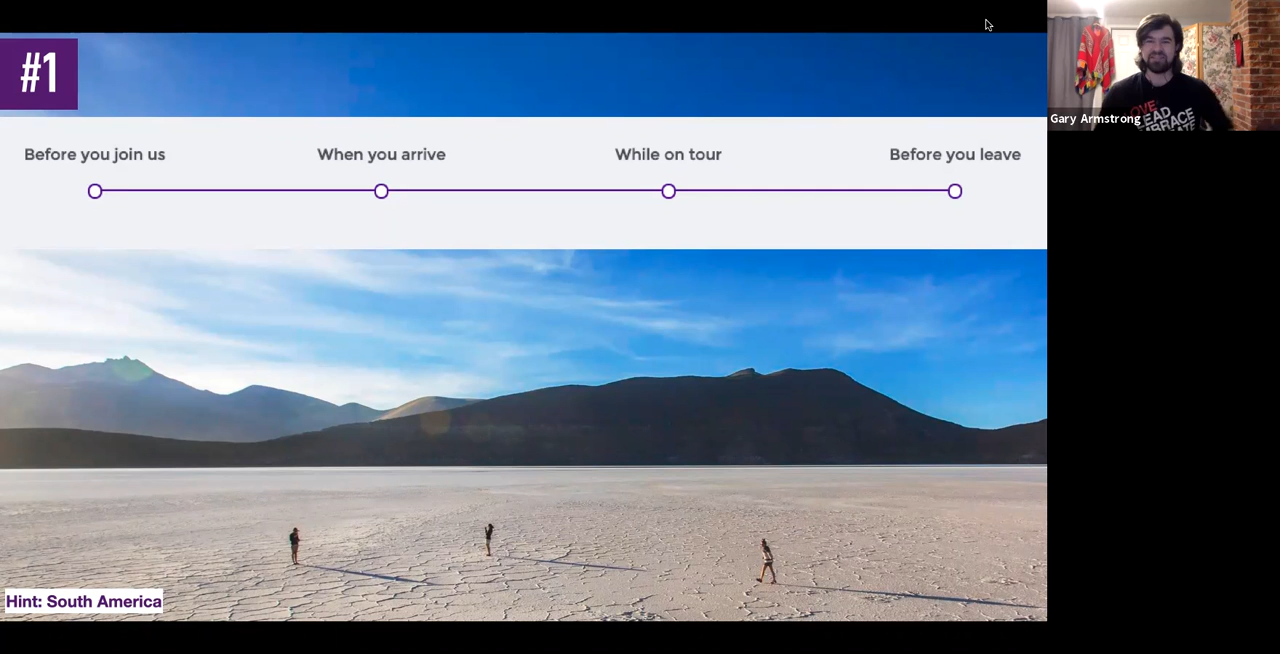 #1
Before you join us
When you arrive
While on tour
Before you leave
Hint: South America
Gary Armstrong